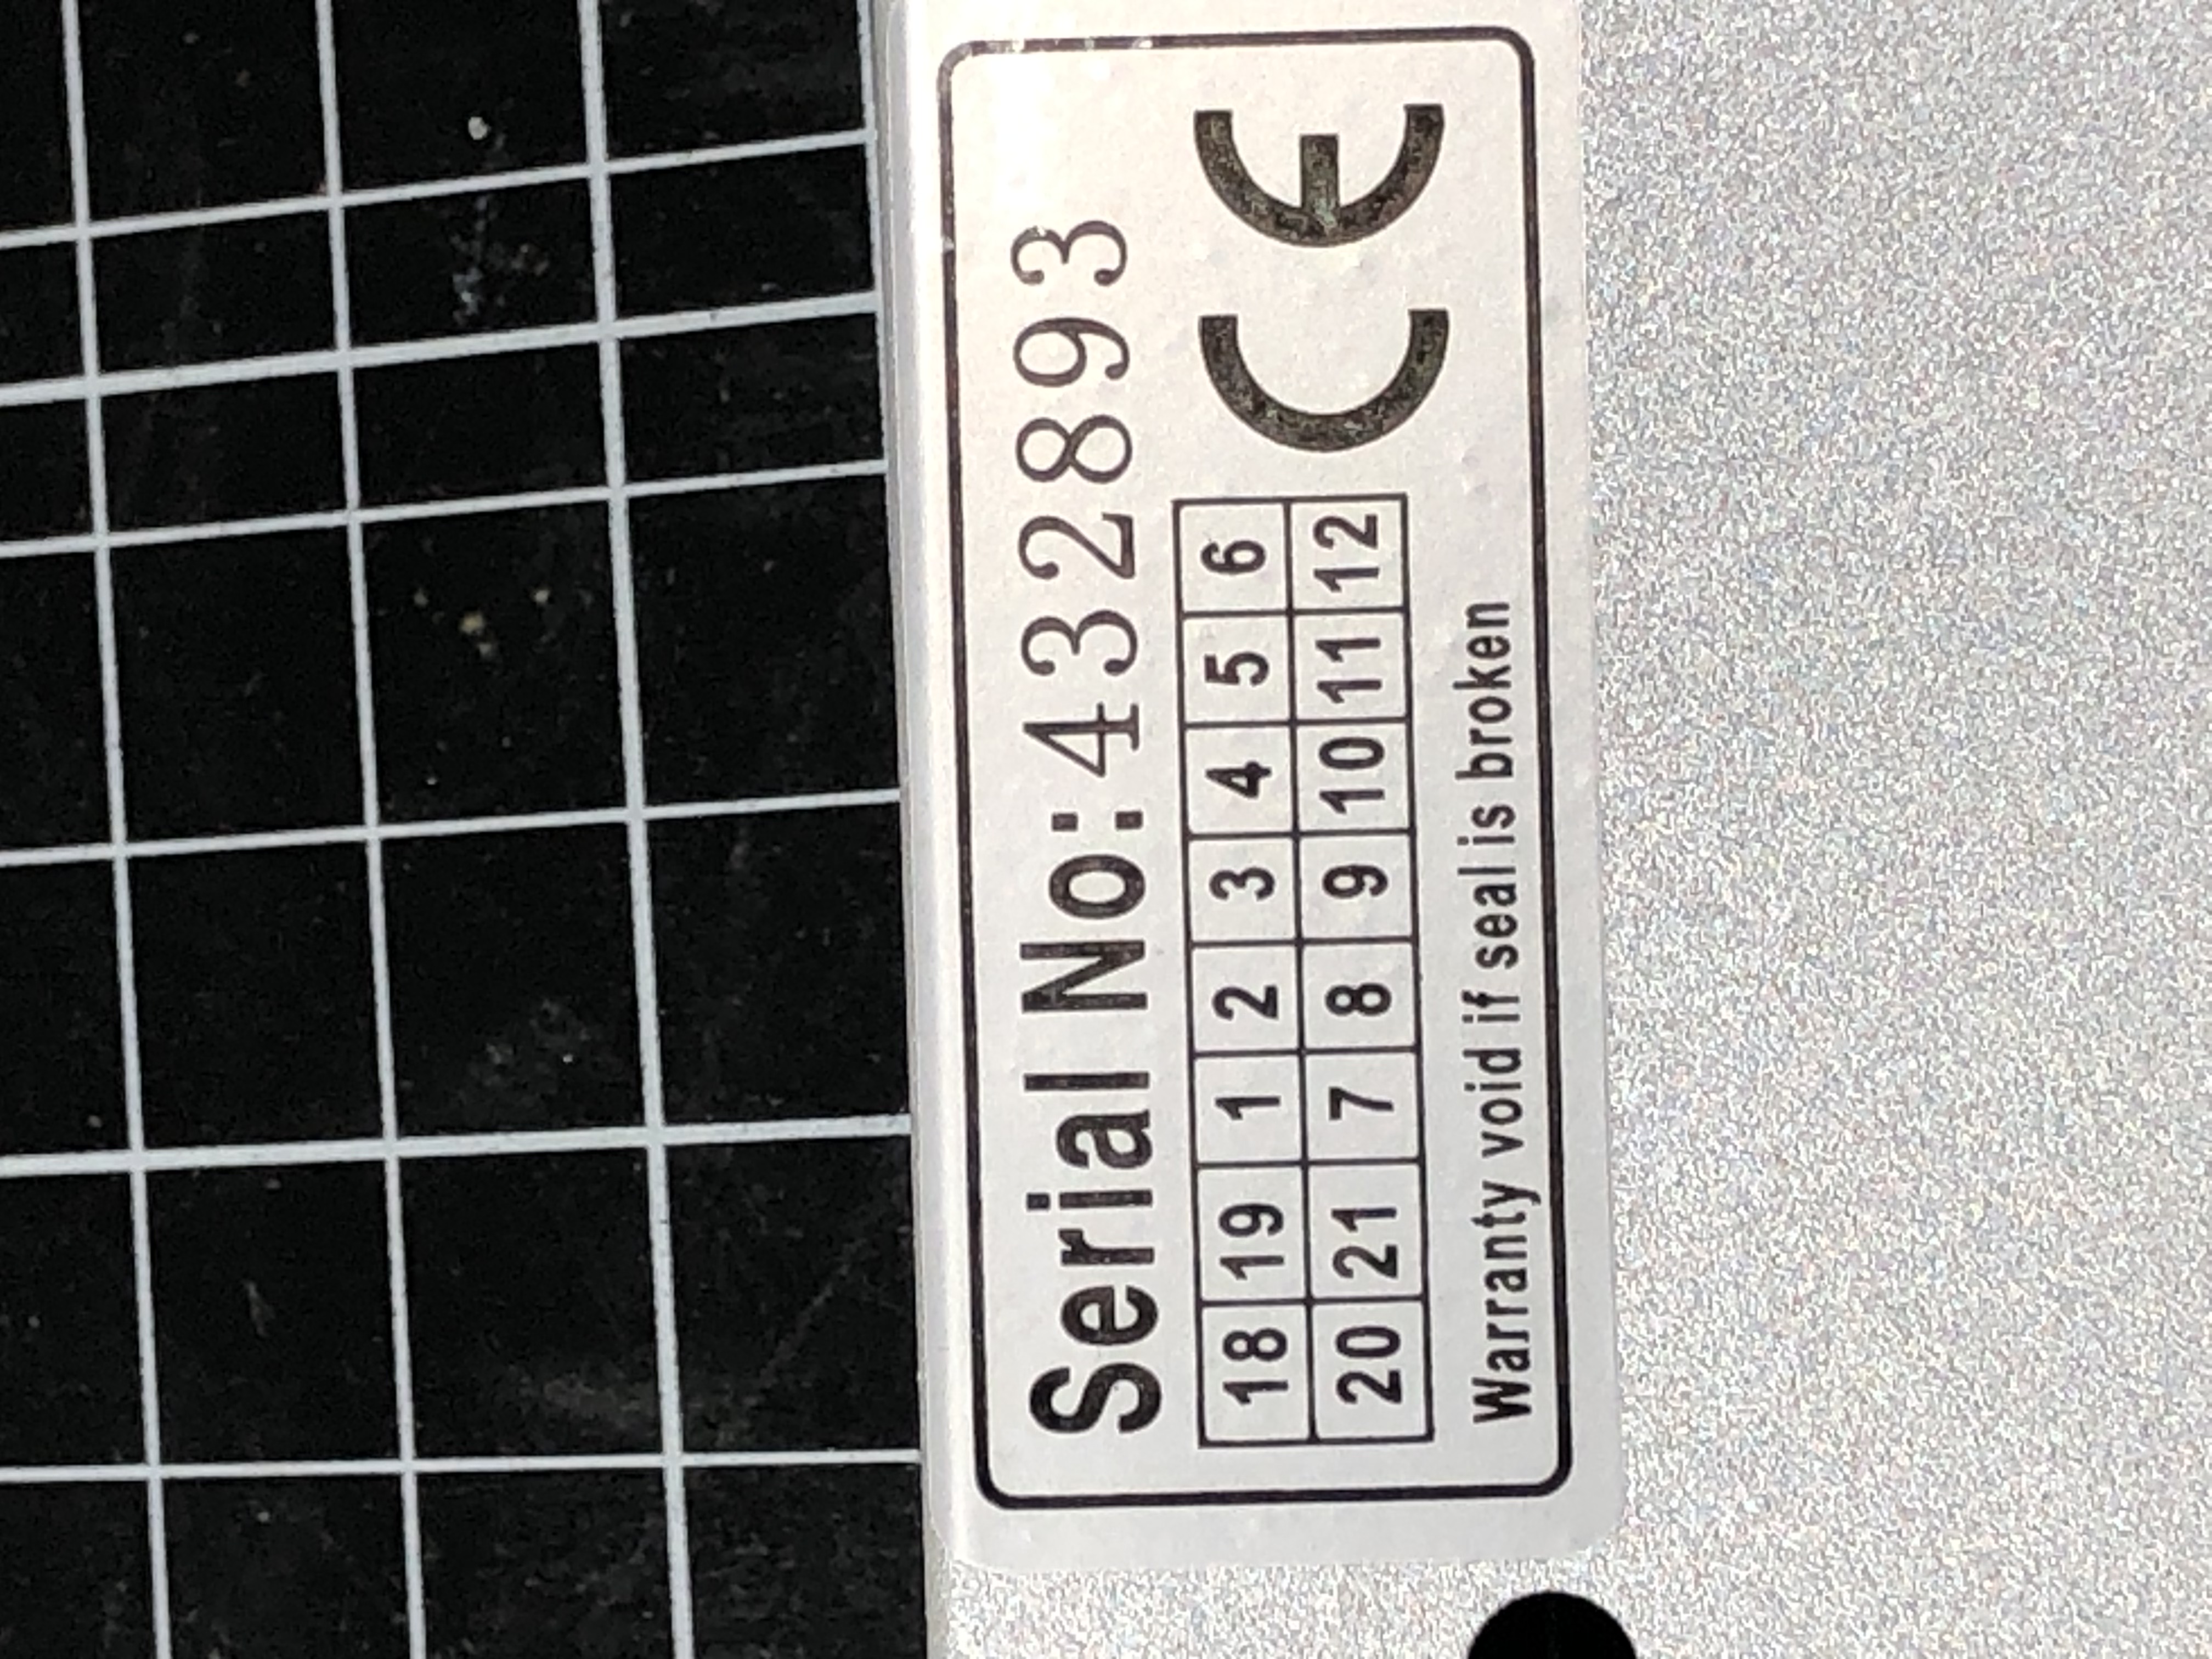 Serial No: 432893
18 19 1 2 3 4 5 6
20 21 7 8 9 10 11 12
CE
Warranty void if seal is broken